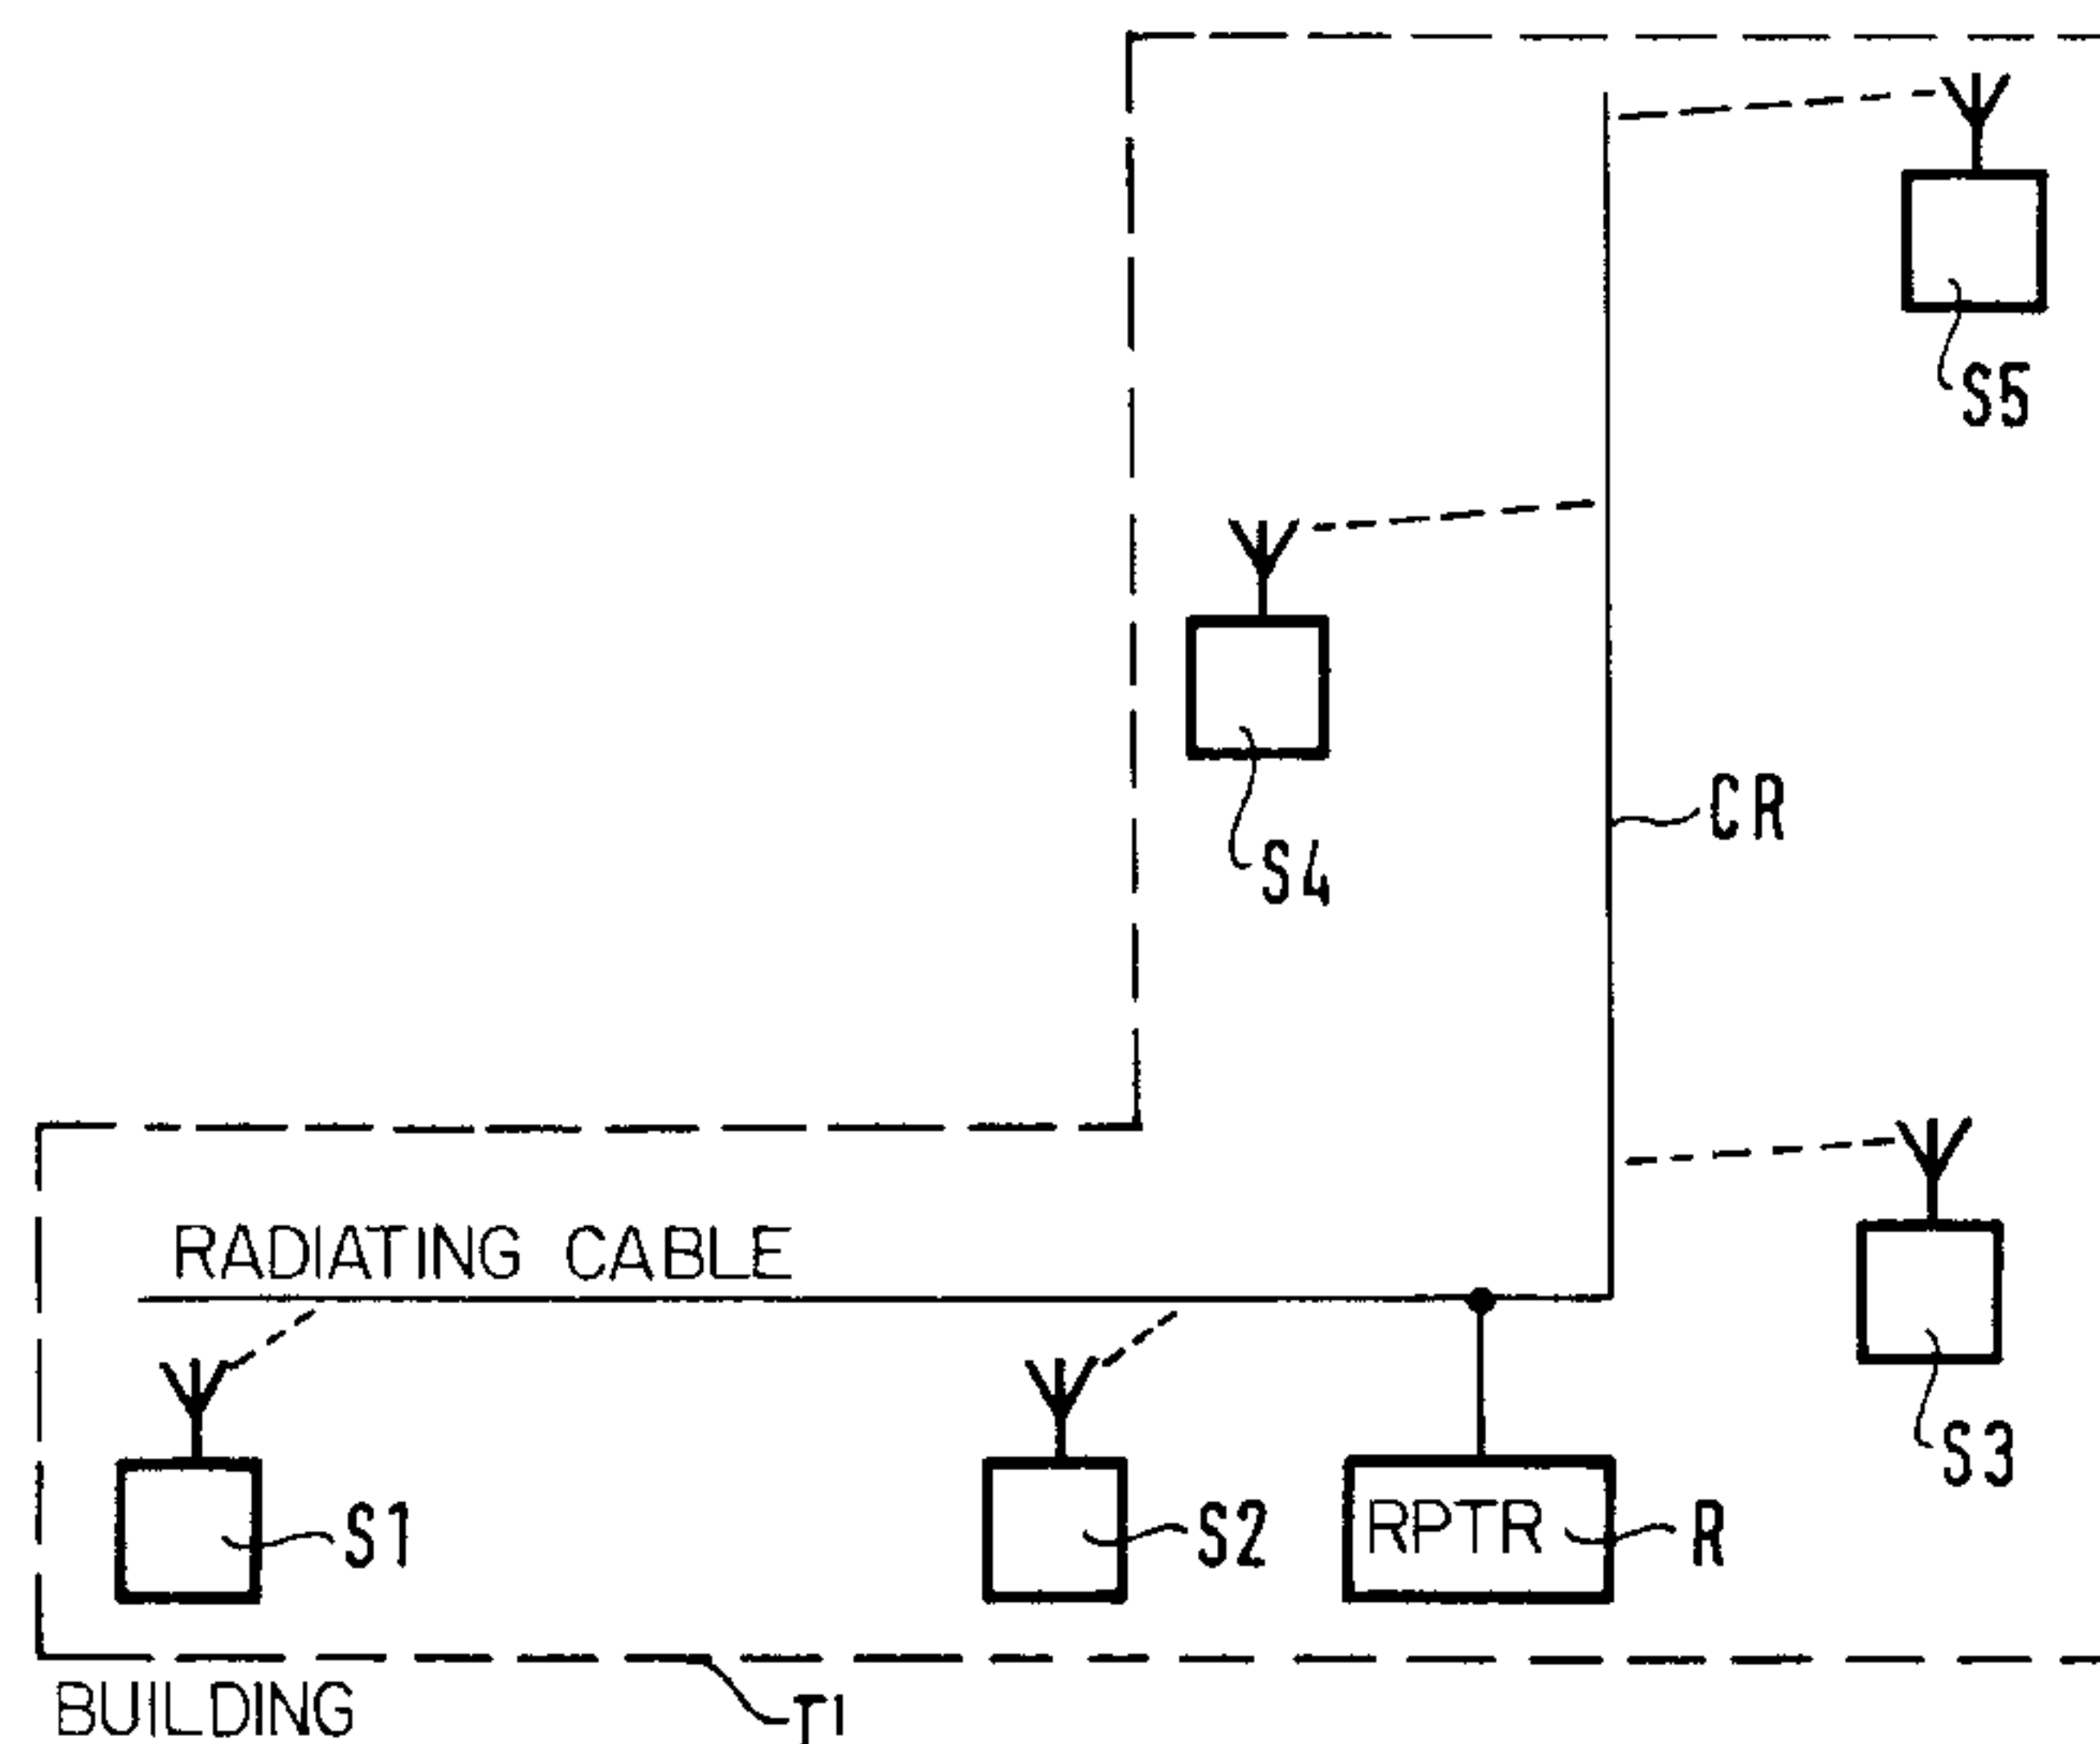 S5
CR
S4
RADIATING CABLE
S3
S1
S2
RPTR
R
BUILDING
T1